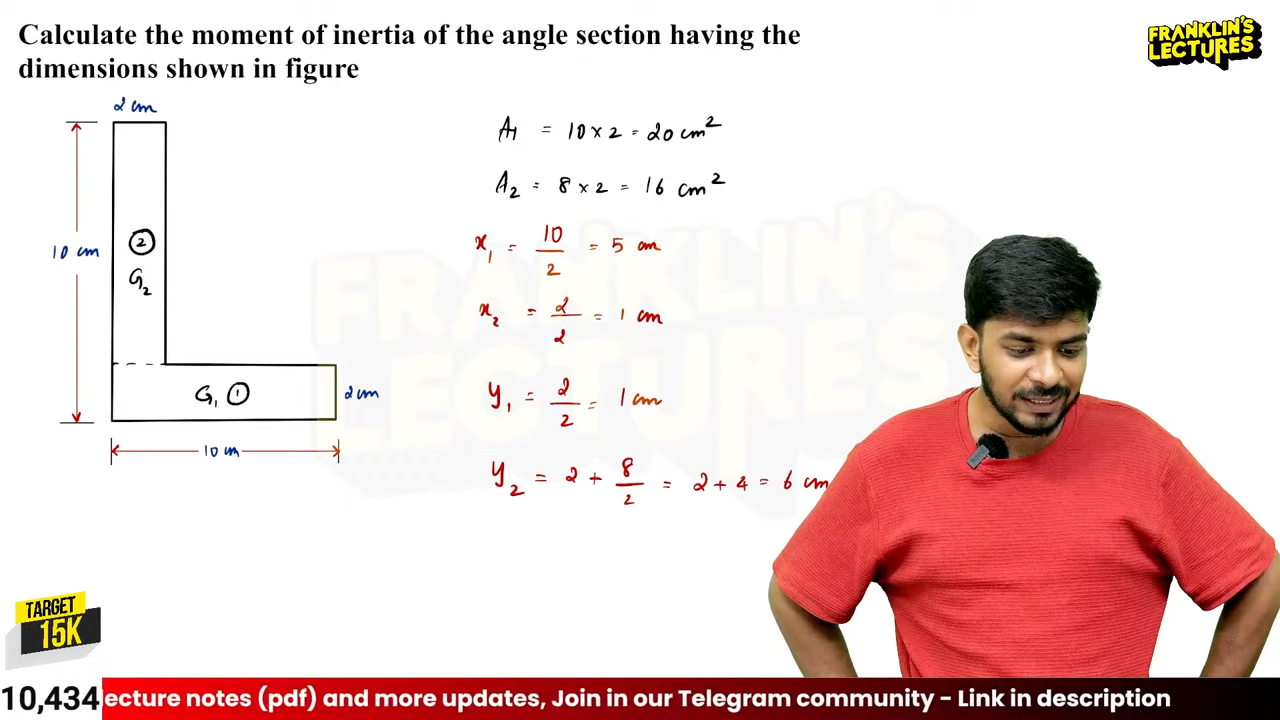 Calculate the moment of inertia of the angle section having the
dimensions shown in figure
FRANKLIN'S
LECTURES
2 cm
10 cm
2
G₂
G₁ 1
2 cm
10 cm
A₁ = 10 × 2 = 20 cm²
A₂ = 8 × 2 = 16 cm²
x₁ = 10/2 = 5 cm
x₂ = 2/2 = 1 cm
y₁ = 2/2 = 1 cm
y₂ = 2 + 8/2 = 2 + 4 = 6 cm
FRANKLIN'S
LECTURES
TARGET
15K
10,434
ecture notes (pdf) and more updates, Join in our Telegram community - Link in description